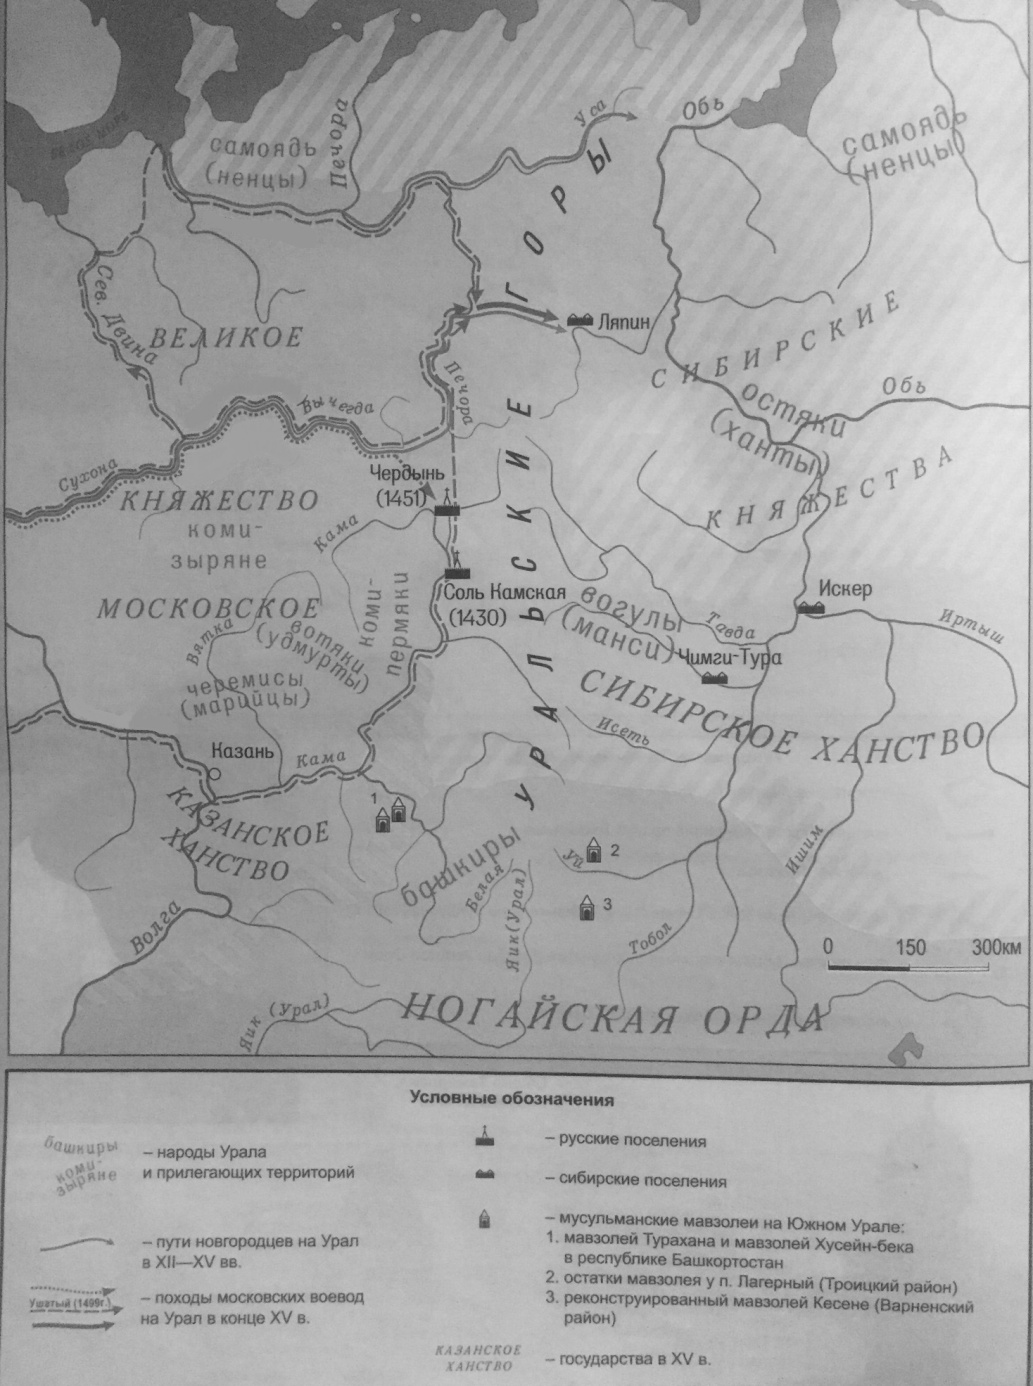 БЕЛОЕ МОРЕ
самоядь
(ненцы)
Печора
Уса
Обь
самоядь
(ненцы)
ГОРЫ
Сев. Двина
ВЕЛИКОЕ
Ляпин
СИБИРСКИЕ
Печора
Вычегда
остяки
(ханты)
Обь
Сухона
Чердынь
(1451)
КНЯЖЕСТВО
КНЯЖЕСТВА
коми-
зыряне
Кама
УРАЛЬСКИЕ
МОСКОВСКОЕ
коми-
пермяки
Соль Камская
(1430)
вогулы
(манси)
Тавда
Искер
Иртыш
Вятка
вотяки
(удмурты)
Чимги-Тура
черемисы
(марийцы)
СИБИРСКОЕ ХАНСТВО
Исеть
Казань
Кама
КАЗАНСКОЕ
ХАНСТВО
1
башкиры
Белая
Уй
2
3
Ишим
Волга
Яик (Урал)
Тобол
0 150 300км
Яик (Урал)
НОГАЙСКАЯ ОРДА
Условные обозначения
башкиры
коми-
зыряне
– народы Урала
и прилегающих территорий
– пути новгородцев на Урал
в XII—XV вв.
Ушатый (1499г.)
– походы московских воевод
на Урал в конце XV в.
– русские поселения
– сибирские поселения
– мусульманские мавзолеи на Южном Урале:
1. мавзолей Турахана и мавзолей Хусейн-бека
в республике Башкортостан
2. остатки мавзолея у п. Лагерный (Троицкий район)
3. реконструированный мавзолей Кесене (Варненский
район)
КАЗАНСКОЕ
ХАНСТВО
– государства в XV в.